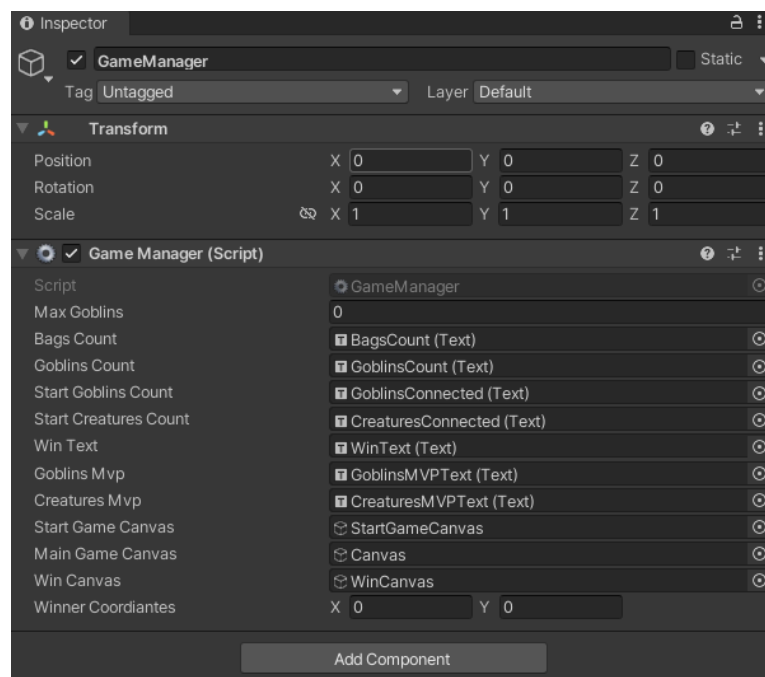 Inspector
GameManager Static
Tag Untagged Layer Default
Transform
Position X 0 Y 0 Z 0
Rotation X 0 Y 0 Z 0
Scale X 1 Y 1 Z 1
Game Manager (Script)
Script GameManager
Max Goblins 0
Bags Count BagsCount (Text)
Goblins Count GoblinsCount (Text)
Start Goblins Count GoblinsConnected (Text)
Start Creatures Count CreaturesConnected (Text)
Win Text WinText (Text)
Goblins Mvp GoblinsMVPText (Text)
Creatures Mvp CreaturesMVPText (Text)
Start Game Canvas StartGameCanvas
Main Game Canvas Canvas
Win Canvas WinCanvas
Winner Coordiantes X 0 Y 0
Add Component